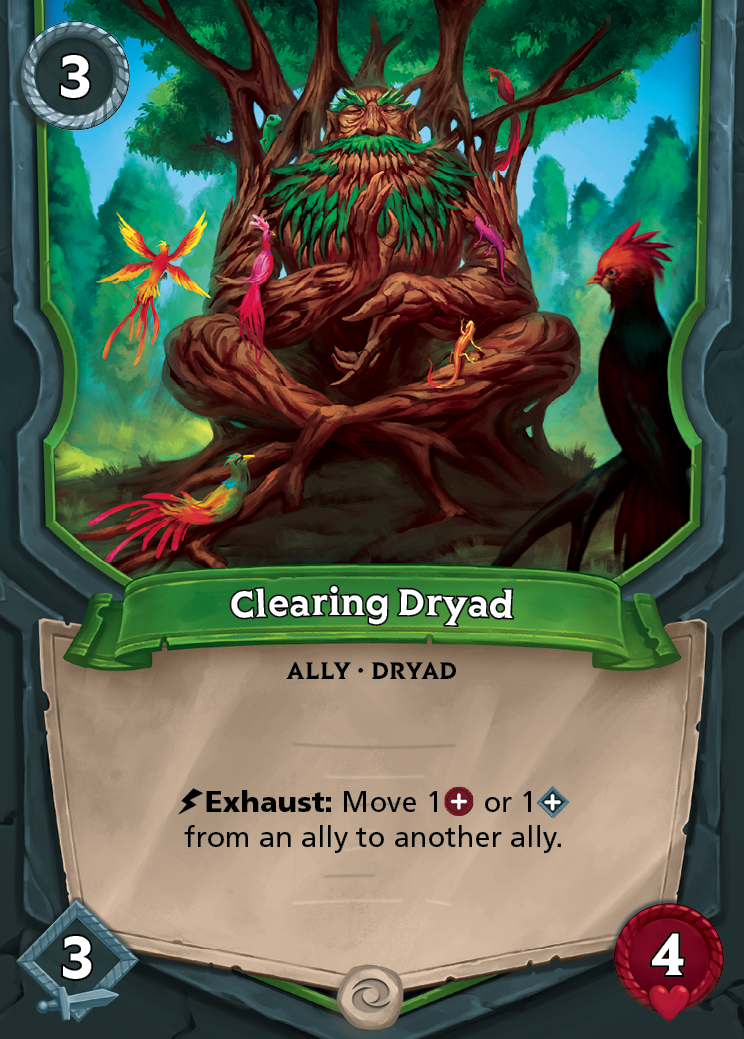 3
Clearing Dryad
ALLY · DRYAD
Exhaust: Move 1 or 1
from an ally to another ally.
3
4